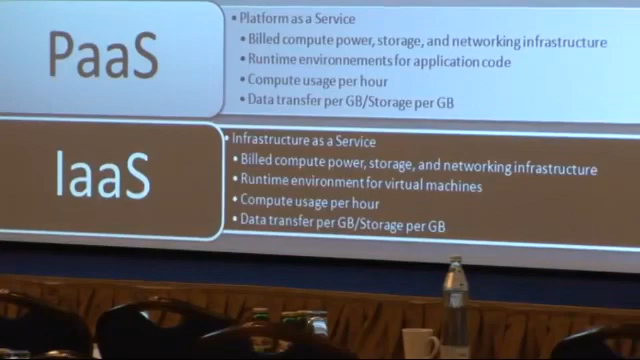 PaaS
• Platform as a Service
• Billed compute power, storage, and networking infrastructure
• Runtime environnements for application code
• Compute usage per hour
• Data transfer per GB/Storage per GB
IaaS
• Infrastructure as a Service
• Billed compute power, storage, and networking infrastructure
• Runtime environment for virtual machines
• Compute usage per hour
• Data transfer per GB/Storage per GB